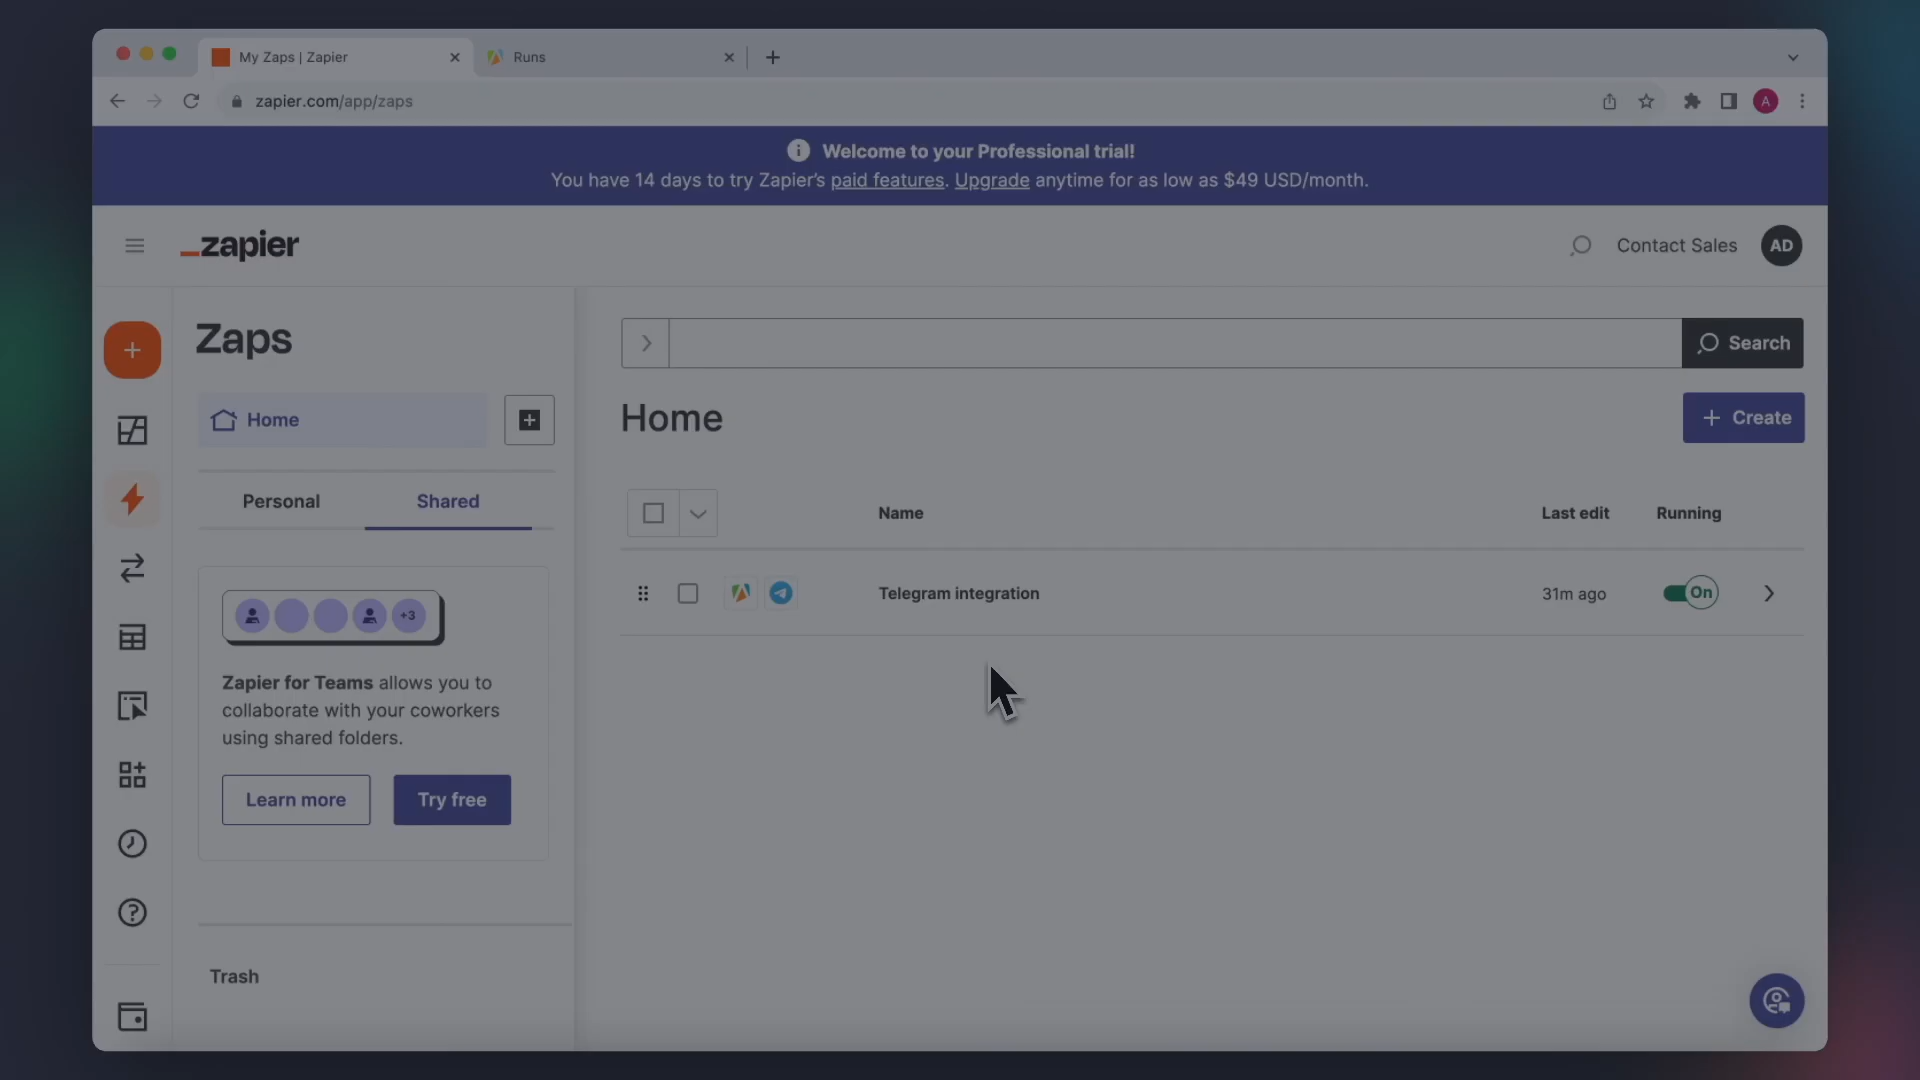 My Zaps | Zapier
Runs
zapier.com/app/zaps
A
Welcome to your Professional trial!
You have 14 days to try Zapier's paid features. Upgrade anytime for as low as $49 USD/month.
zapier
Contact Sales
AD
Zaps
Search
Home
Home
Create
Personal
Shared
Name
Last edit
Running
Telegram integration
31m ago
On
+3
Zapier for Teams allows you to
collaborate with your coworkers
using shared folders.
Learn more
Try free
Trash